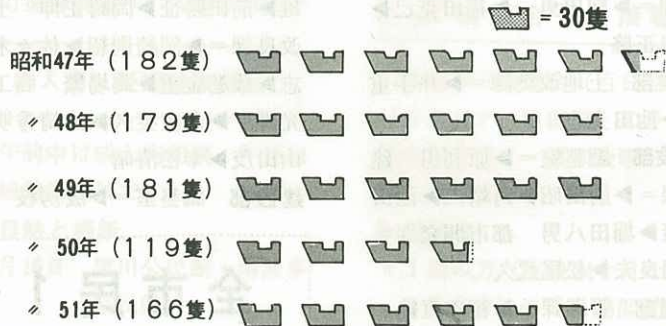 = 30隻
昭和47年(182隻)
〃 48年(179隻)
〃 49年(181隻)
〃 50年(119隻)
〃 51年(166隻)